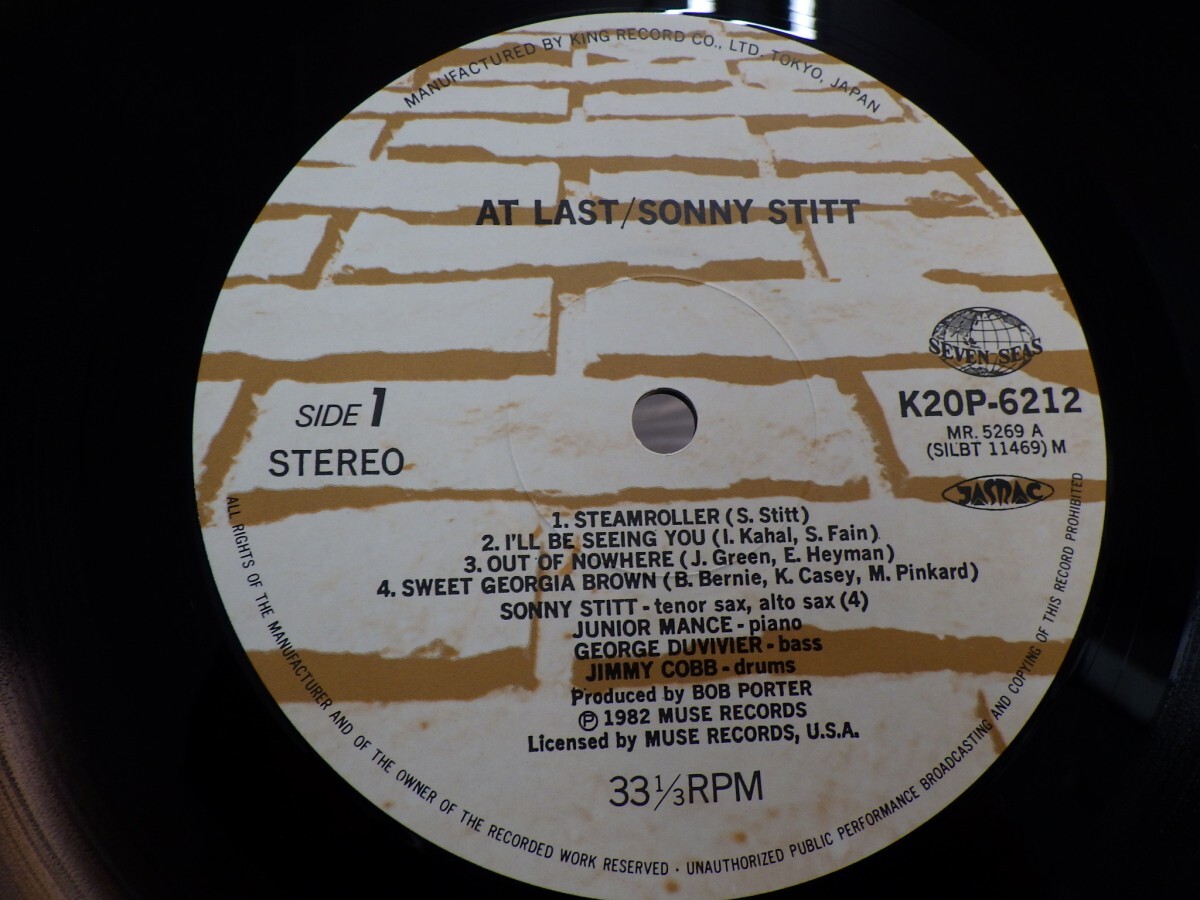 MANUFACTURED BY KING RECORD CO., LTD. TOKYO, JAPAN
AT LAST/SONNY STITT
SEVEN SEAS
SIDE 1
STEREO
K20P-6212
MR. 5269 A
(SILBT 11469) M
JASRAC
1. STEAMROLLER (S. Stitt)
2. I'LL BE SEEING YOU (I. Kahal, S. Fain)
3. OUT OF NOWHERE (J. Green, E. Heyman)
4. SWEET GEORGIA BROWN (B. Bernie, K. Casey, M. Pinkard)
SONNY STITT - tenor sax, alto sax (4)
JUNIOR MANCE - piano
GEORGE DUVIVIER - bass
JIMMY COBB - drums
Produced by BOB PORTER
Ⓟ 1982 MUSE RECORDS
Licensed by MUSE RECORDS, U.S.A.
33 1/3 RPM
ALL RIGHTS OF THE MANUFACTURER AND OF THE OWNER OF THE RECORDED WORK RESERVED · UNAUTHORIZED PUBLIC PERFORMANCE BROADCASTING AND COPYING OF THIS RECORD PROHIBITED